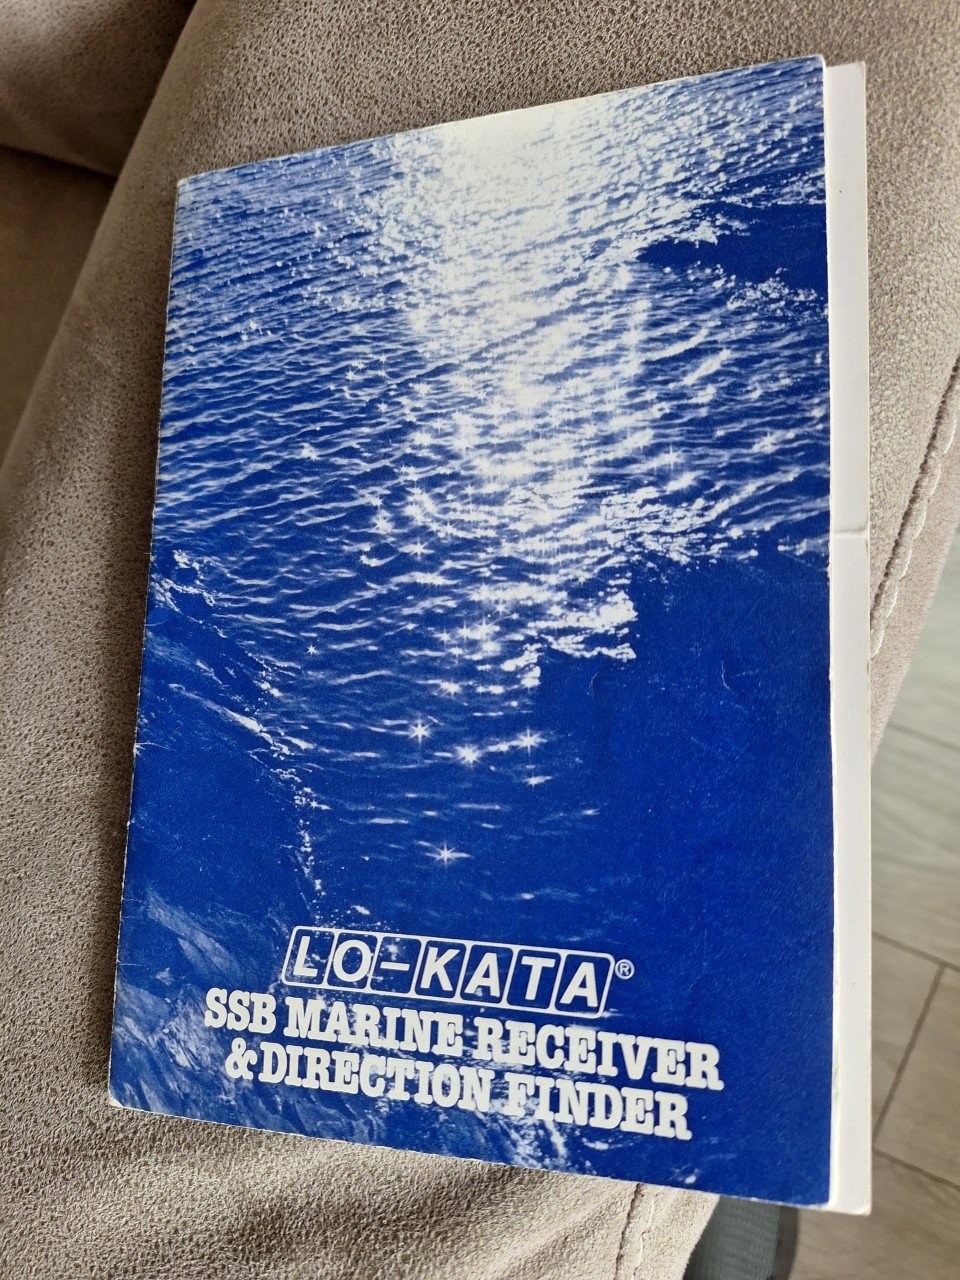 LO-KATA®
SSB MARINE RECEIVER
& DIRECTION FINDER